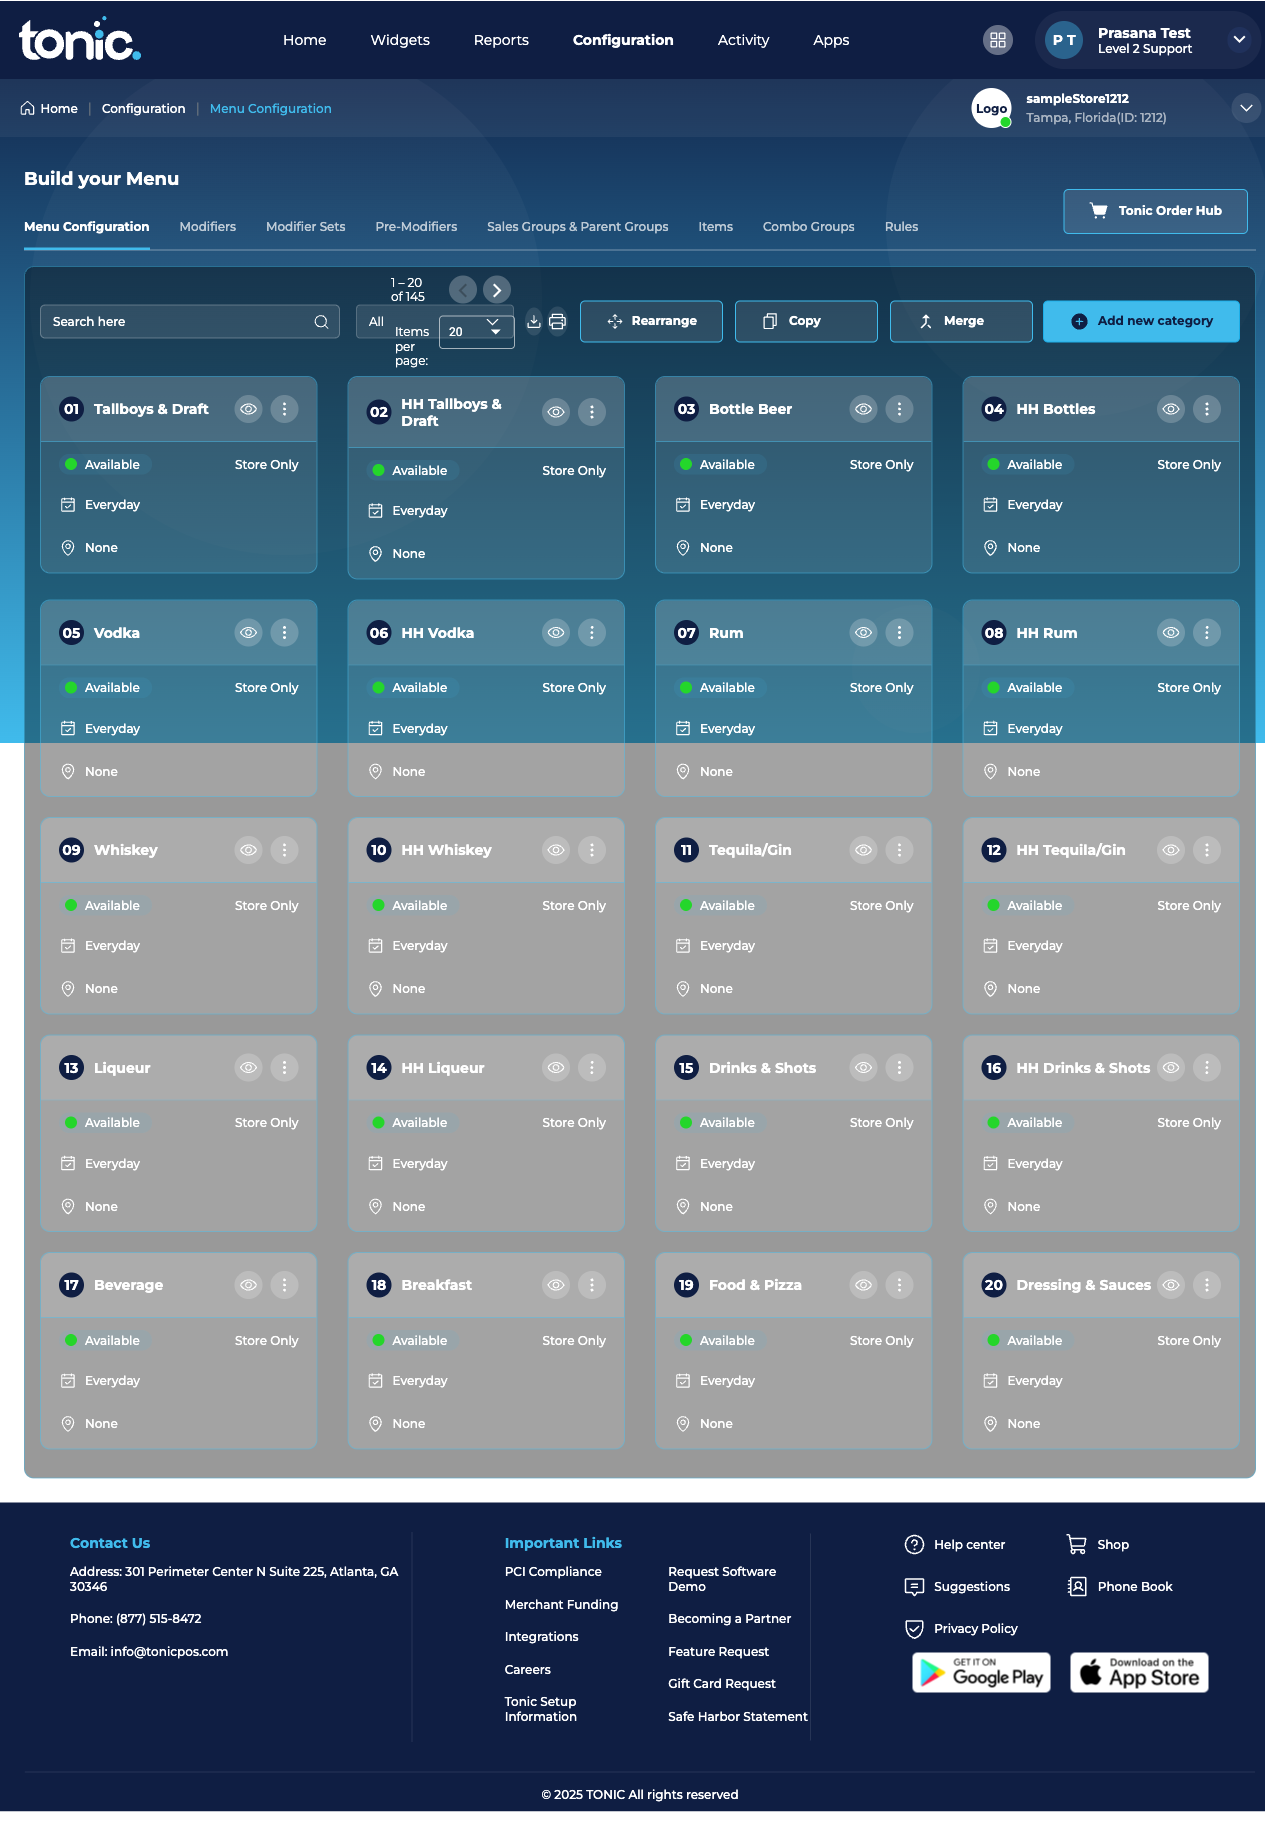 tonic.
Home Widgets Reports Configuration Activity Apps
P T
Prasana Test
Level 2 Support
Home | Configuration | Menu Configuration
Logo
sampleStore1212
Tampa, Florida(ID: 1212)
Build your Menu
Menu Configuration Modifiers Modifier Sets Pre-Modifiers Sales Groups & Parent Groups Items Combo Groups Rules
Tonic Order Hub
Search here
All
1 – 20
of 145
Items
per
page:
20
Rearrange
Copy
Merge
Add new category
01 Tallboys & Draft
Available Store Only
Everyday
None
02 HH Tallboys &
Draft
Available Store Only
Everyday
None
03 Bottle Beer
Available Store Only
Everyday
None
04 HH Bottles
Available Store Only
Everyday
None
05 Vodka
Available Store Only
Everyday
None
06 HH Vodka
Available Store Only
Everyday
None
07 Rum
Available Store Only
Everyday
None
08 HH Rum
Available Store Only
Everyday
None
09 Whiskey
Available Store Only
Everyday
None
10 HH Whiskey
Available Store Only
Everyday
None
11 Tequila/Gin
Available Store Only
Everyday
None
12 HH Tequila/Gin
Available Store Only
Everyday
None
13 Liqueur
Available Store Only
Everyday
None
14 HH Liqueur
Available Store Only
Everyday
None
15 Drinks & Shots
Available Store Only
Everyday
None
16 HH Drinks & Shots
Available Store Only
Everyday
None
17 Beverage
Available Store Only
Everyday
None
18 Breakfast
Available Store Only
Everyday
None
19 Food & Pizza
Available Store Only
Everyday
None
20 Dressing & Sauces
Available Store Only
Everyday
None
Contact Us
Address: 301 Perimeter Center N Suite 225, Atlanta, GA
30346
Phone: (877) 515-8472
Email: info@tonicpos.com
Important Links
PCI Compliance
Merchant Funding
Integrations
Careers
Tonic Setup
Information
Request Software
Demo
Becoming a Partner
Feature Request
Gift Card Request
Safe Harbor Statement
Help center
Shop
Suggestions
Phone Book
Privacy Policy
GET IT ON
Google Play
Download on the
App Store
© 2025 TONIC All rights reserved